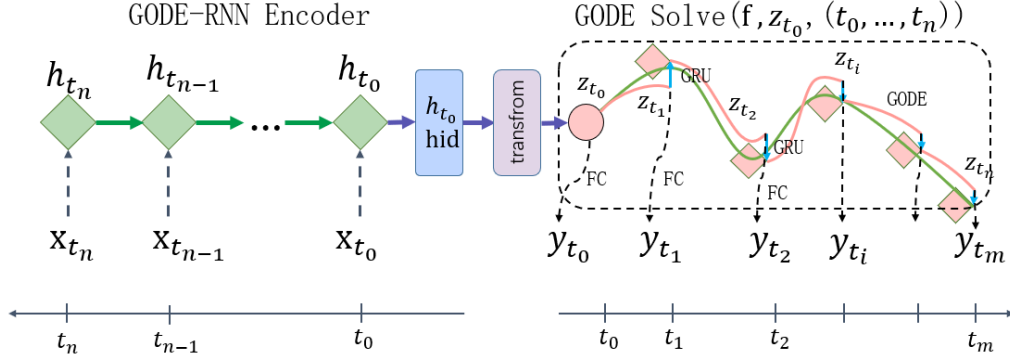 GODE-RNN Encoder
GODE Solve(f, z_{t_0}, (t_0, ..., t_n))
h_{t_n} h_{t_{n-1}} h_{t_0}
...
h_{t_0}
hid
transfrom
z_{t_0} z_{t_1} GRU z_{t_2} GRU z_{t_i} GODE z_{t_n}
FC FC FC
x_{t_n} x_{t_{n-1}} x_{t_0}
y_{t_0} y_{t_1} y_{t_2} y_{t_i} y_{t_m}
t_n t_{n-1} t_0
t_0 t_1 t_2 t_m